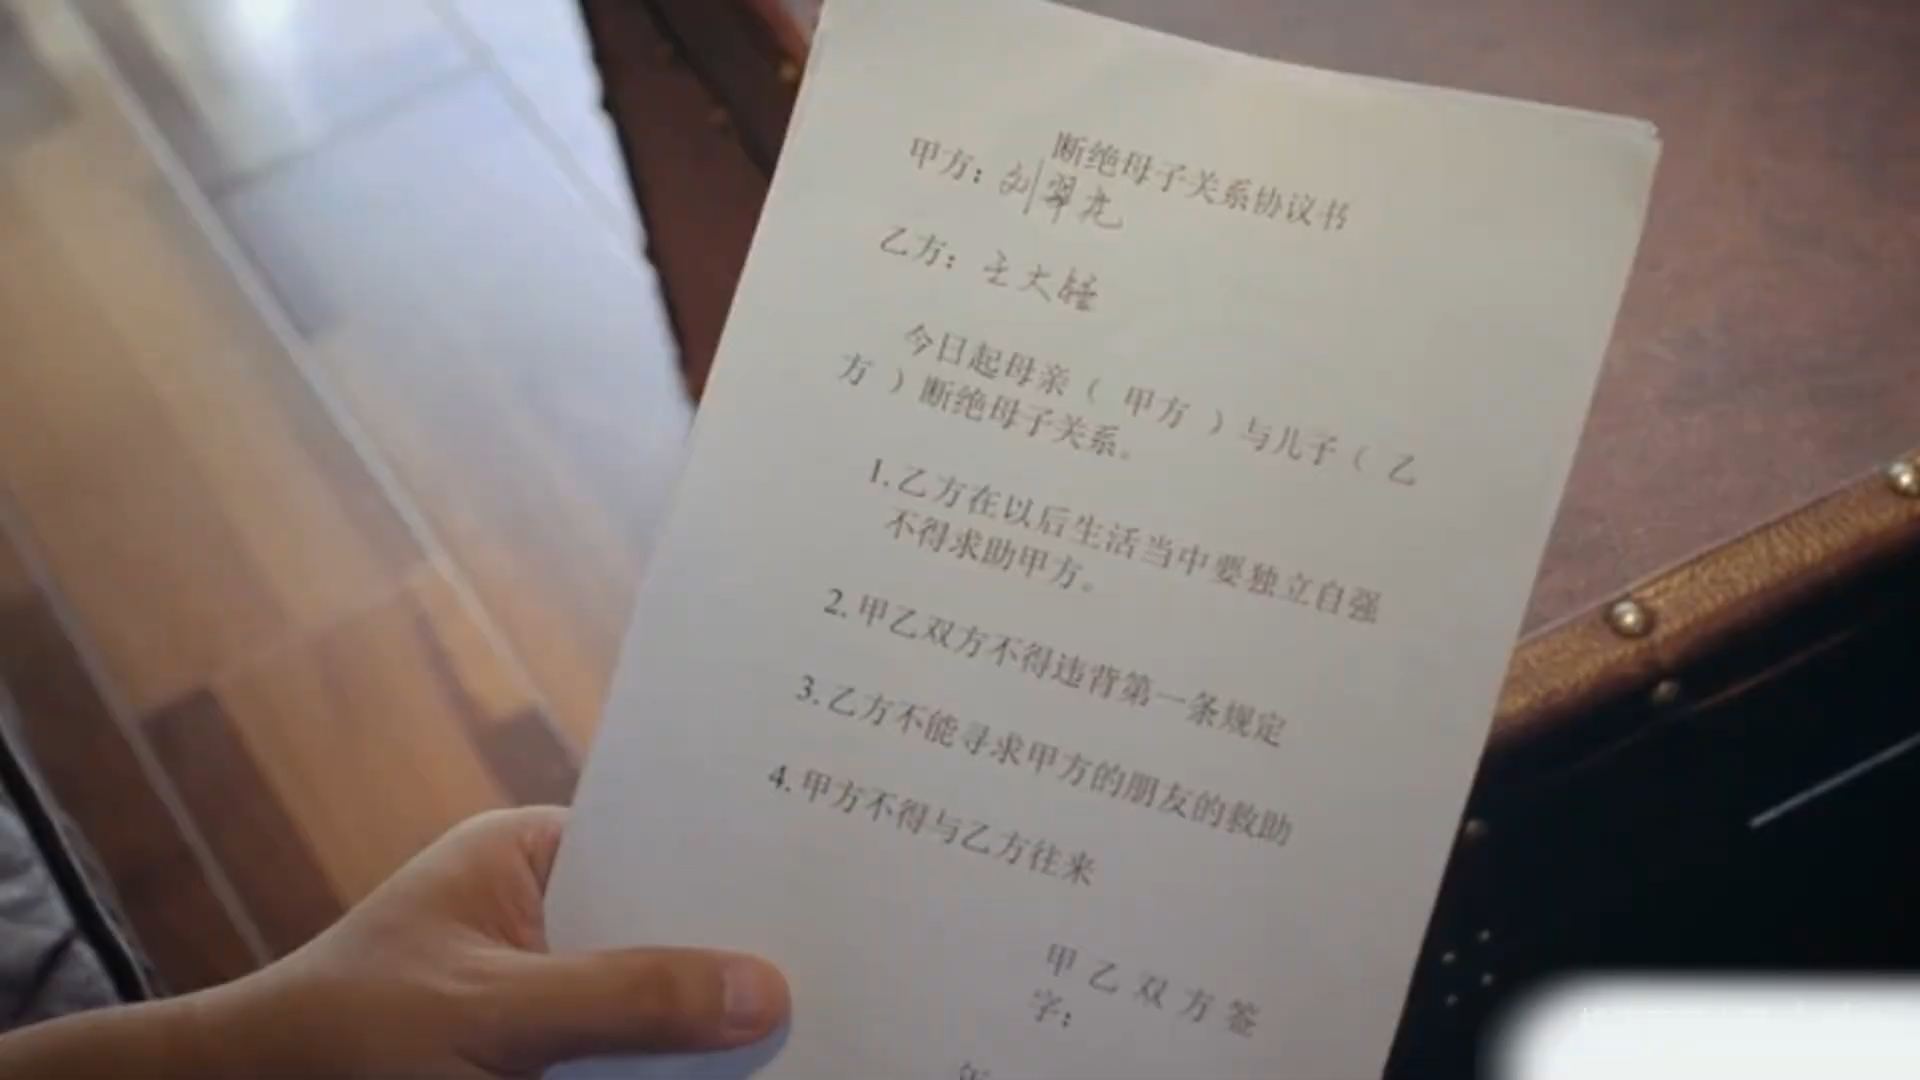 断绝母子关系协议书
甲方：刘翠花
乙方：王大锤
今日起母亲（ 甲方 ）与儿子（ 乙
方 ）断绝母子关系。
1.乙方在以后生活当中要独立自强
不得求助甲方。
2.甲乙双方不得违背第一条规定
3.乙方不能寻求甲方的朋友的救助
4.甲方不得与乙方往来
甲 乙 双 方 签
字：